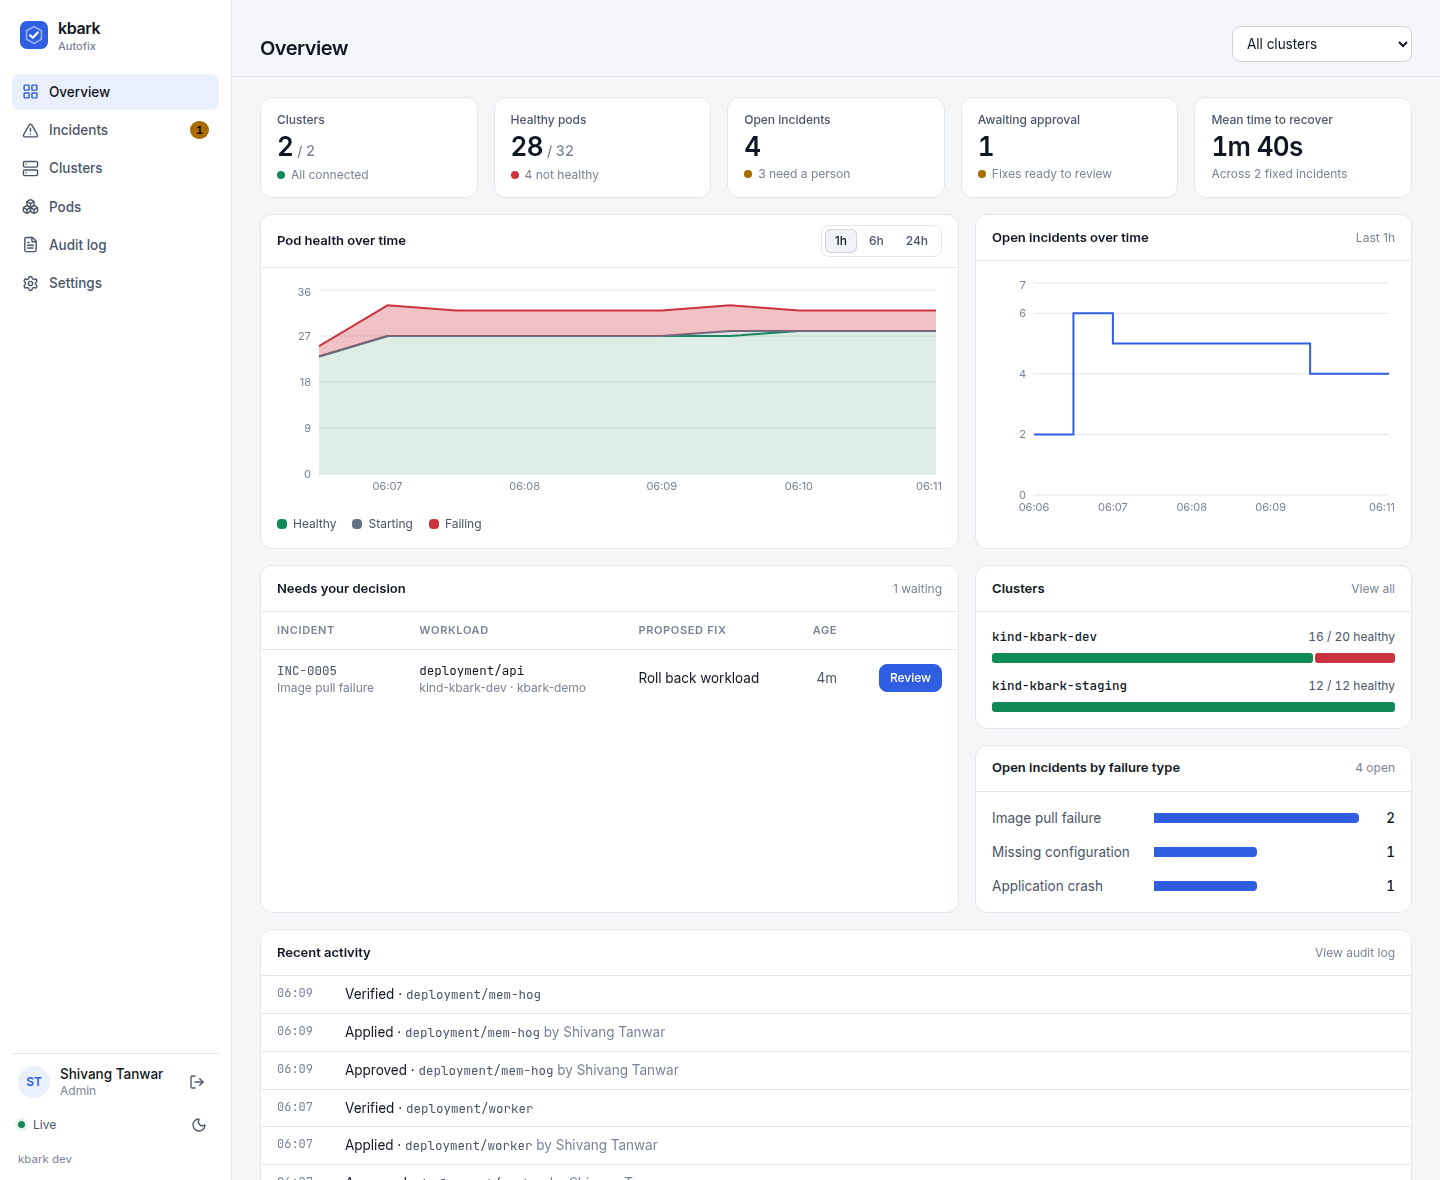 kbark
Autofix
Overview
Incidents 1
Clusters
Pods
Audit log
Settings
Shivang Tanwar
ST
Admin
Live
kbark dev
Overview
All clusters
Clusters
2 / 2
All connected
Healthy pods
28 / 32
4 not healthy
Open incidents
4
3 need a person
Awaiting approval
1
Fixes ready to review
Mean time to recover
1m 40s
Across 2 fixed incidents
Pod health over time
1h 6h 24h
36
27
18
9
0
06:07 06:08 06:09 06:10 06:11
Healthy Starting Failing
Open incidents over time
Last 1h
7
6
4
2
0
06:06 06:07 06:08 06:09 06:11
Needs your decision
1 waiting
INCIDENT WORKLOAD PROPOSED FIX AGE
INC-0005 deployment/api Roll back workload 4m Review
Image pull failure kind-kbark-dev · kbark-demo
Clusters
View all
kind-kbark-dev 16 / 20 healthy
kind-kbark-staging 12 / 12 healthy
Open incidents by failure type
4 open
Image pull failure 2
Missing configuration 1
Application crash 1
Recent activity
View audit log
06:09 Verified · deployment/mem-hog
06:09 Applied · deployment/mem-hog by Shivang Tanwar
06:09 Approved · deployment/mem-hog by Shivang Tanwar
06:07 Verified · deployment/worker
06:07 Applied · deployment/worker by Shivang Tanwar